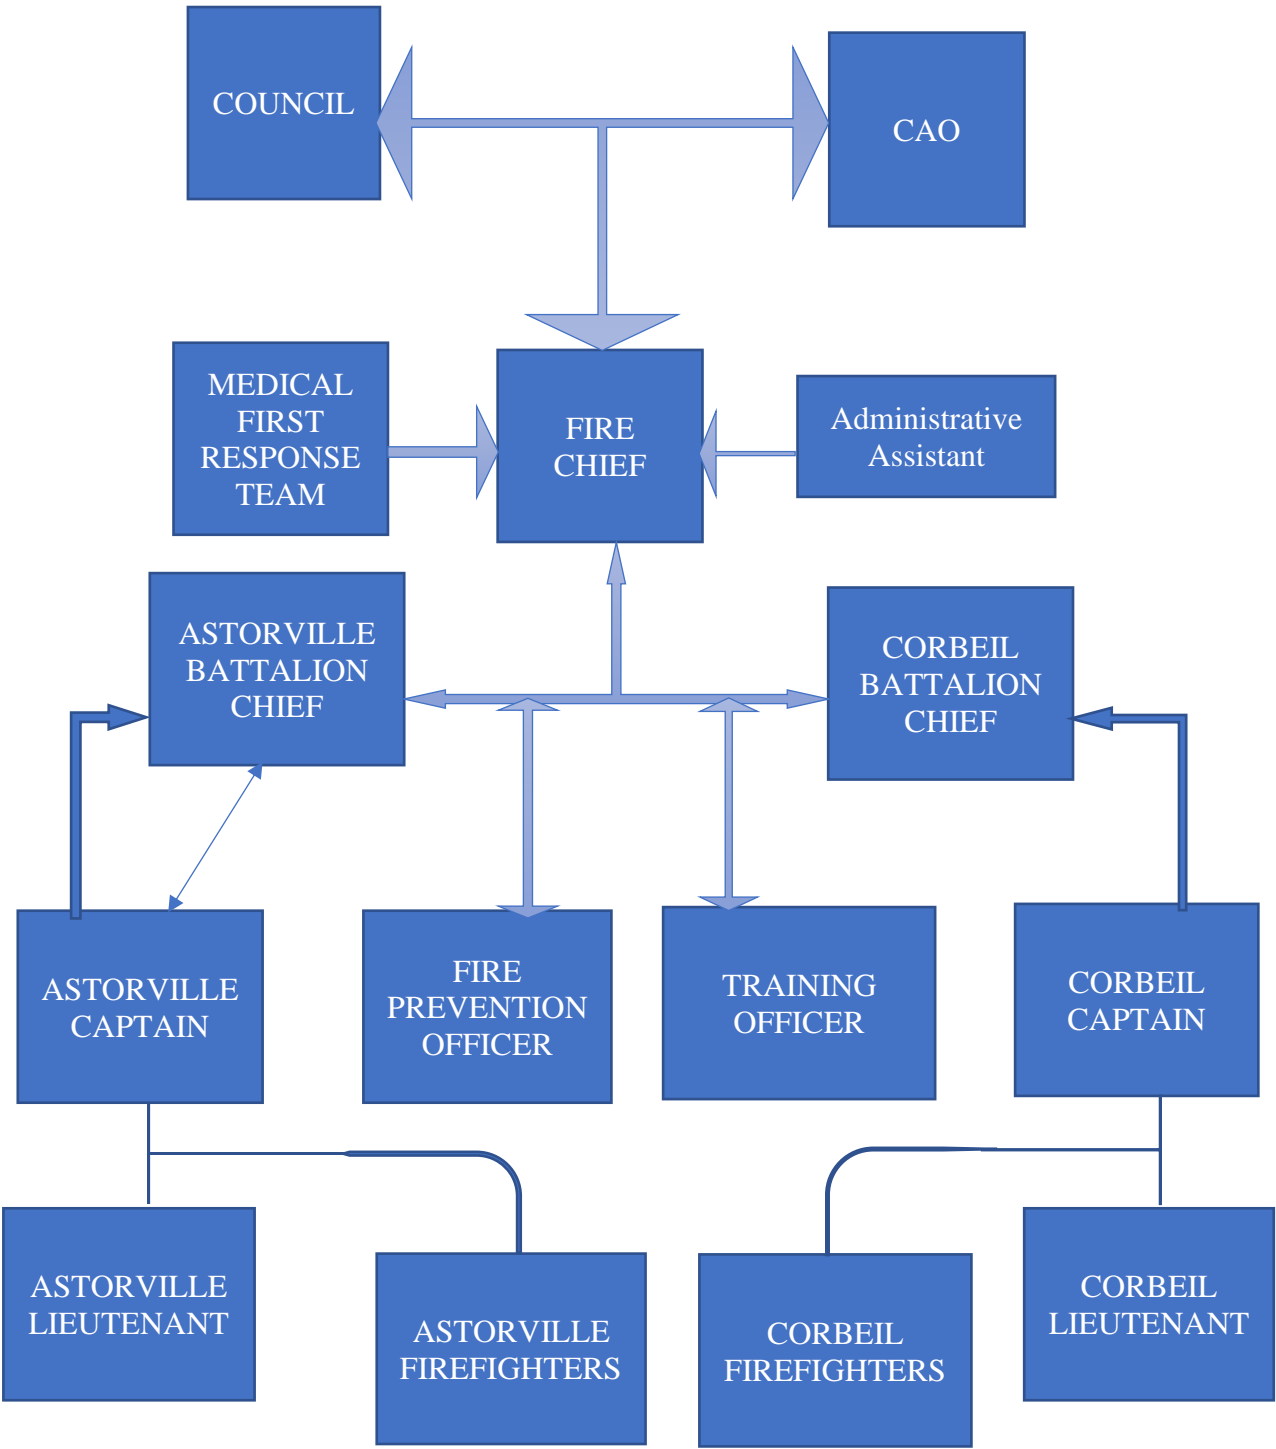 COUNCIL
CAO
MEDICAL
FIRST
RESPONSE
TEAM
FIRE
CHIEF
Administrative
Assistant
ASTORVILLE
BATTALION
CHIEF
CORBEIL
BATTALION
CHIEF
ASTORVILLE
CAPTAIN
FIRE
PREVENTION
OFFICER
TRAINING
OFFICER
CORBEIL
CAPTAIN
ASTORVILLE
LIEUTENANT
ASTORVILLE
FIREFIGHTERS
CORBEIL
FIREFIGHTERS
CORBEIL
LIEUTENANT